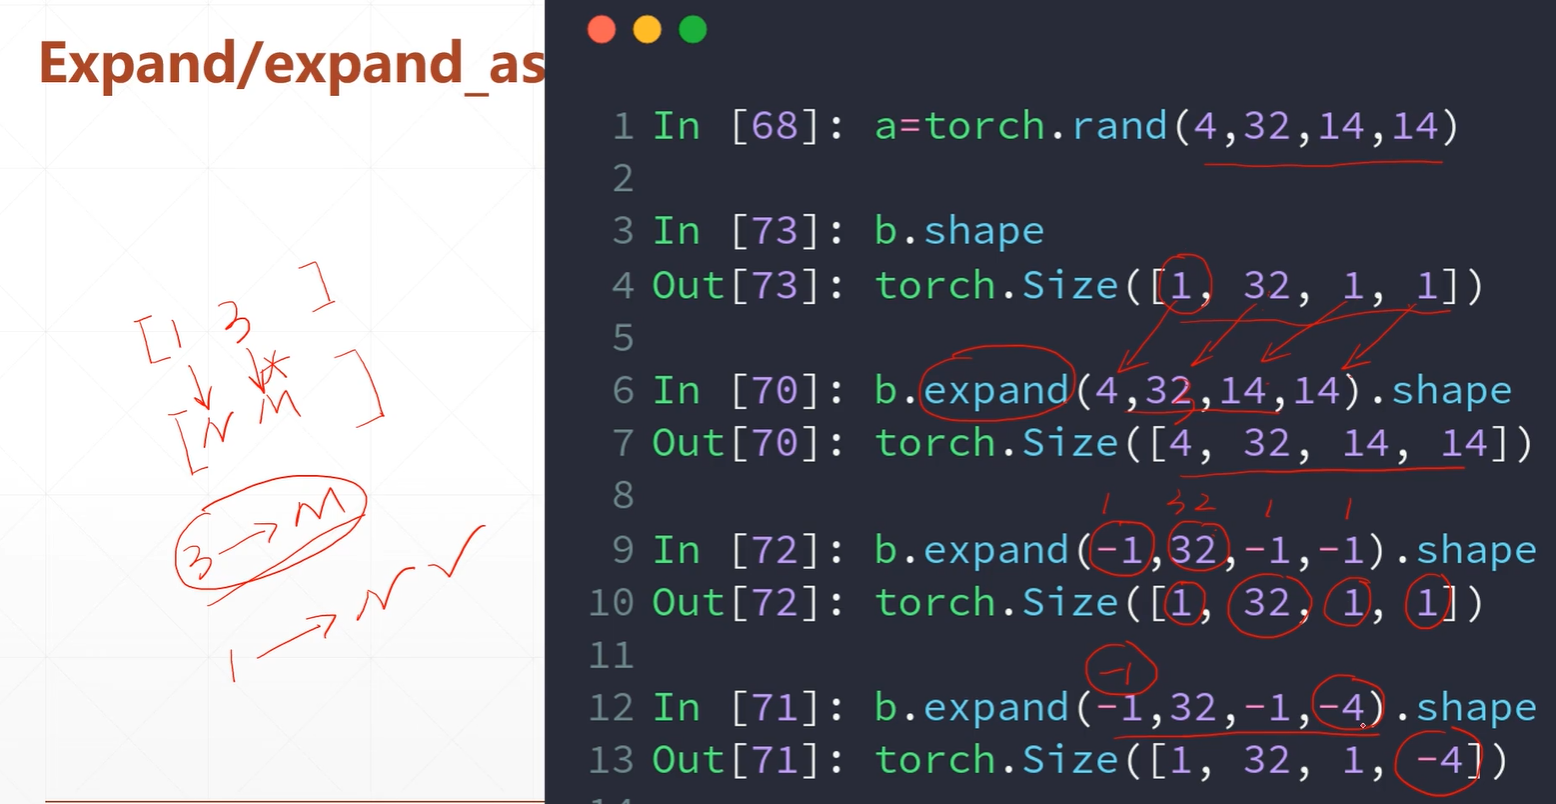 Expand/expand_as
[1 3 ]
[N M ]
3 → M
1 → N ✓
1 In [68]: a=torch.rand(4,32,14,14)
2
3 In [73]: b.shape
4 Out[73]: torch.Size([1, 32, 1, 1])
5
6 In [70]: b.expand(4,32,14,14).shape
7 Out[70]: torch.Size([4, 32, 14, 14])
8
1 32 1 1
9 In [72]: b.expand(-1,32,-1,-1).shape
10 Out[72]: torch.Size([1, 32, 1, 1])
11
-1
12 In [71]: b.expand(-1,32,-1,-4).shape
13 Out[71]: torch.Size([1, 32, 1, -4])